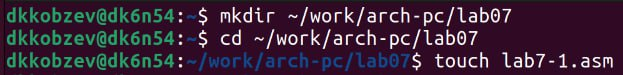 dkkobzev@dk6n54:~$ mkdir ~/work/arch-pc/lab07
dkkobzev@dk6n54:~$ cd ~/work/arch-pc/lab07
dkkobzev@dk6n54:~/work/arch-pc/lab07$ touch lab7-1.asm